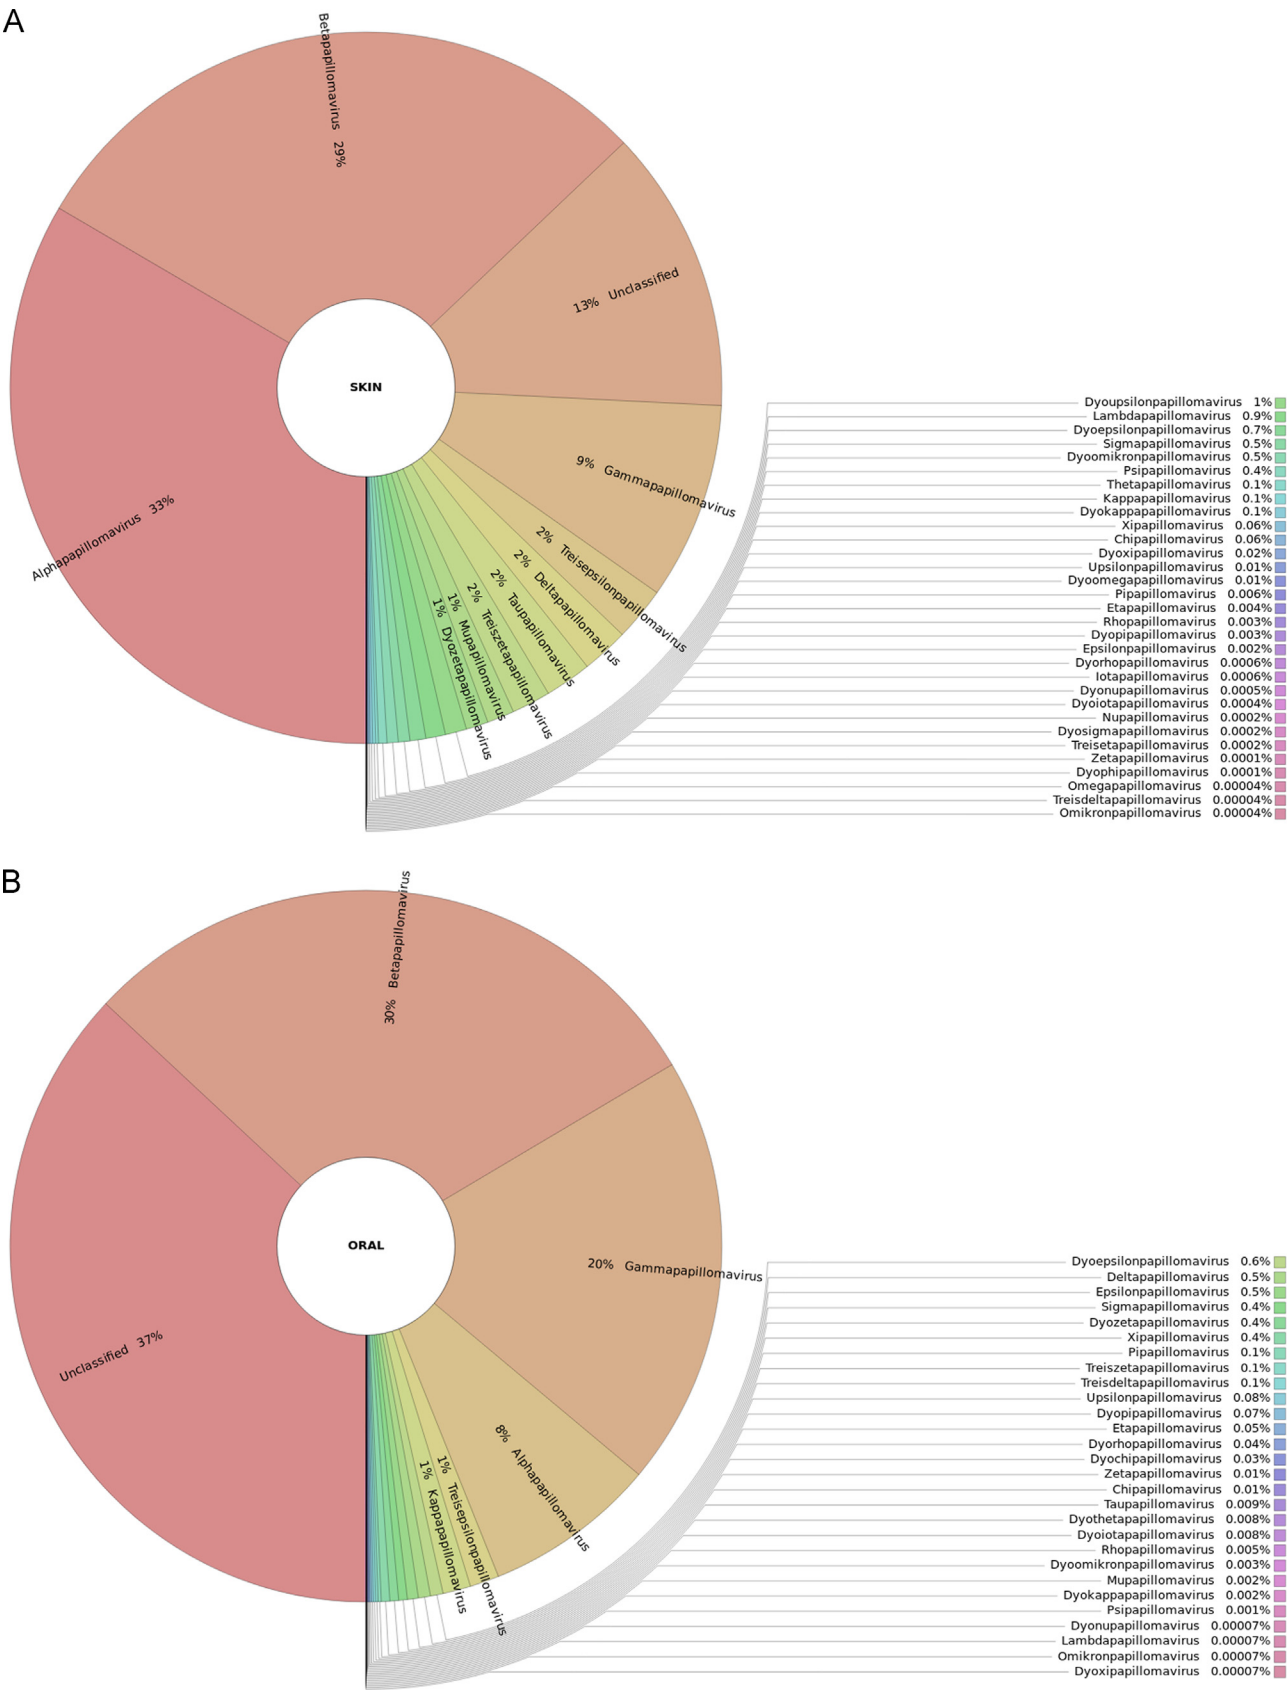 A
Betapapillomavirus 29%
13% Unclassified
SKIN
9% Gammapapillomavirus
Alphapapillomavirus 33%
2% Treisepsilonpapillomavirus
2% Deltapapillomavirus
2% Taupapillomavirus
2% Treiszetapapillomavirus
1% Mupapillomavirus
1% Dyozetapapillomavirus
Dyoupsilonpapillomavirus 1%
Lambdapapillomavirus 0.9%
Dyoepsilonpapillomavirus 0.7%
Sigmapapillomavirus 0.5%
Dyoomikronpapillomavirus 0.5%
Psipapillomavirus 0.4%
Thetapapillomavirus 0.1%
Kappapapillomavirus 0.1%
Dyokappapapillomavirus 0.1%
Xipapillomavirus 0.06%
Chipapillomavirus 0.06%
Dyoxipapillomavirus 0.02%
Upsilonpapillomavirus 0.01%
Dyoomegapapillomavirus 0.01%
Pipapillomavirus 0.006%
Etapapillomavirus 0.004%
Rhopapillomavirus 0.003%
Dyopipapillomavirus 0.003%
Epsilonpapillomavirus 0.002%
Dyorhopapillomavirus 0.0006%
Iotapapillomavirus 0.0006%
Dyonupapillomavirus 0.0005%
Dyoiotapapillomavirus 0.0004%
Nupapillomavirus 0.0002%
Dyosigmapapillomavirus 0.0002%
Treisetapapillomavirus 0.0002%
Zetapapillomavirus 0.0001%
Dyophipapillomavirus 0.0001%
Omegapapillomavirus 0.00004%
Treisdeltapapillomavirus 0.00004%
Omikronpapillomavirus 0.00004%
B
30% Betapapillomavirus
ORAL
20% Gammapapillomavirus
Unclassified 37%
8% Alphapapillomavirus
1% Treisepsilonpapillomavirus
1% Kappapapillomavirus
Dyoepsilonpapillomavirus 0.6%
Deltapapillomavirus 0.5%
Epsilonpapillomavirus 0.5%
Sigmapapillomavirus 0.4%
Dyozetapapillomavirus 0.4%
Xipapillomavirus 0.4%
Pipapillomavirus 0.1%
Treiszetapapillomavirus 0.1%
Treisdeltapapillomavirus 0.1%
Upsilonpapillomavirus 0.08%
Dyopipapillomavirus 0.07%
Etapapillomavirus 0.05%
Dyorhopapillomavirus 0.04%
Dyochipapillomavirus 0.03%
Zetapapillomavirus 0.01%
Chipapillomavirus 0.01%
Taupapillomavirus 0.009%
Dyothetapapillomavirus 0.008%
Dyoiotapapillomavirus 0.008%
Rhopapillomavirus 0.005%
Dyoomikronpapillomavirus 0.003%
Mupapillomavirus 0.002%
Dyokappapapillomavirus 0.002%
Psipapillomavirus 0.001%
Dyonupapillomavirus 0.00007%
Lambdapapillomavirus 0.00007%
Omikronpapillomavirus 0.00007%
Dyoxipapillomavirus 0.00007%